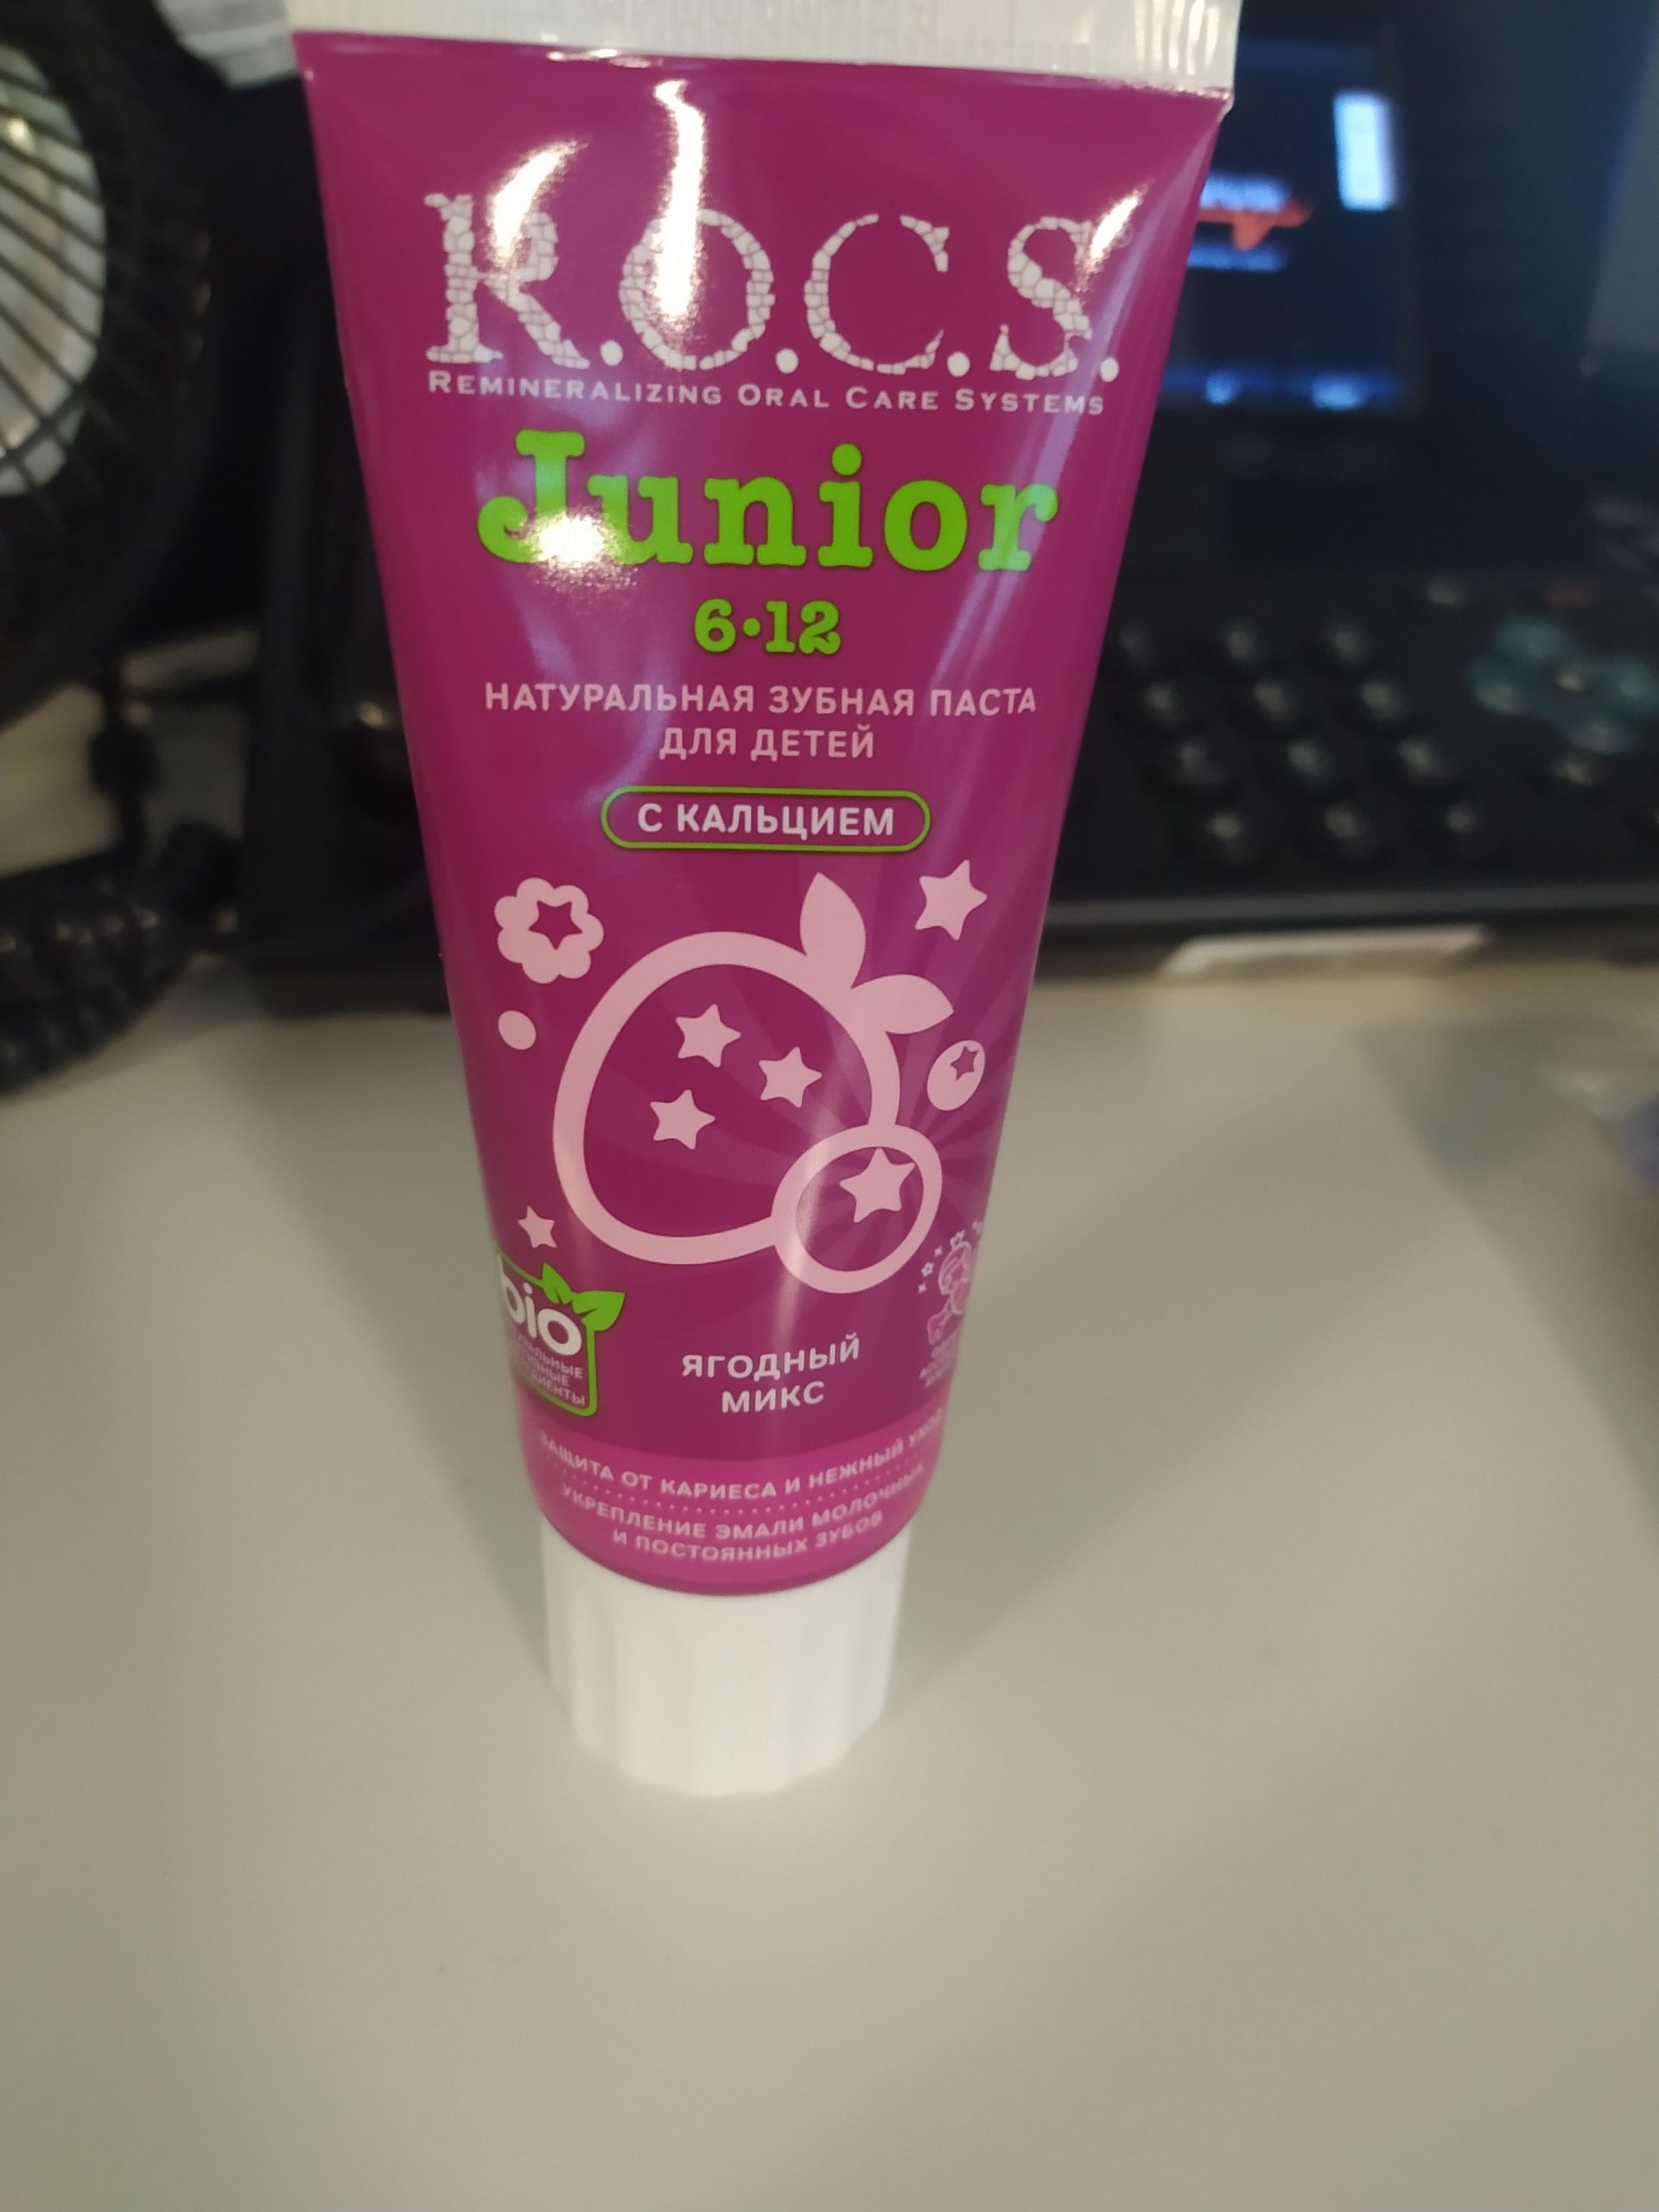 R.O.C.S.
REMINERALIZING ORAL CARE SYSTEMS
Junior
6•12
НАТУРАЛЬНАЯ ЗУБНАЯ ПАСТА
ДЛЯ ДЕТЕЙ
С КАЛЬЦИЕМ
bio
ЯГОДНЫЙ
МИКС
ЗАЩИТА ОТ КАРИЕСА И НЕЖНЫЙ УХОД
УКРЕПЛЕНИЕ ЭМАЛИ МОЛОЧНЫХ
И ПОСТОЯННЫХ ЗУБОВ